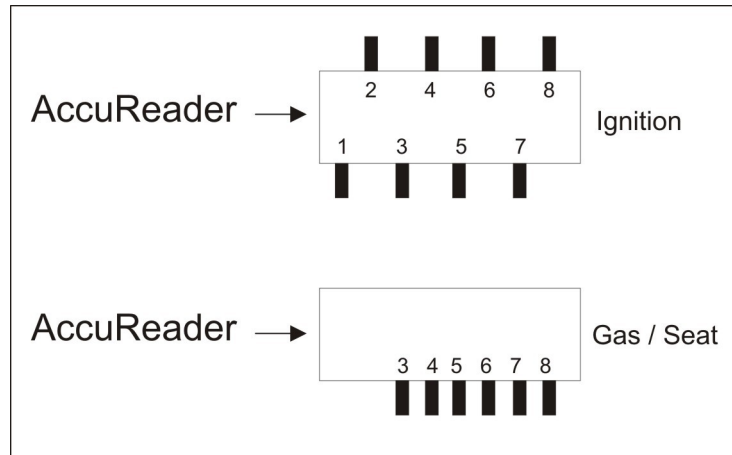 2 4 6 8
AccuReader
Ignition
1 3 5 7
AccuReader
Gas / Seat
3 4 5 6 7 8